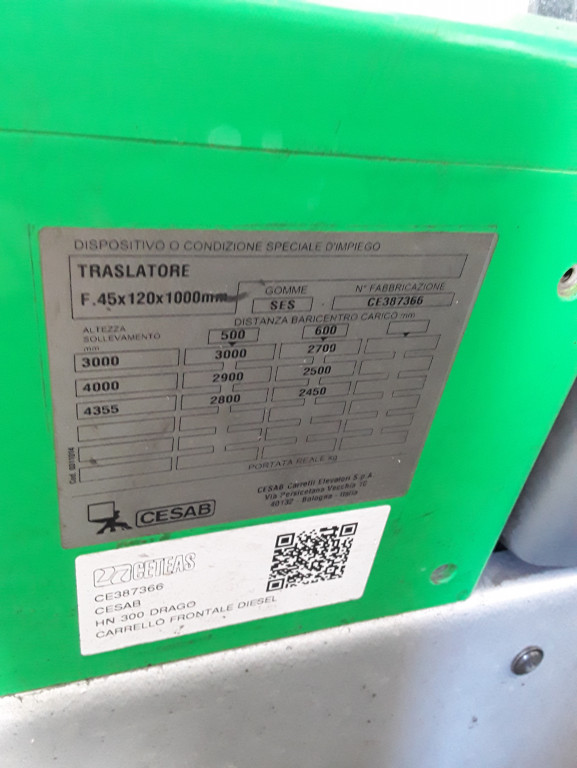 DISPOSITIVO O CONDIZIONE SPECIALE D'IMPIEGO
TRASLATORE
F.45x120x1000mm
GOMME
SES
N° FABBRICAZIONE
CE387366
ALTEZZA
SOLLEVAMENTO
mm
DISTANZA BARICENTRO CARICO mm
500 600
3000 3000 2700
4000 2900 2500
4355 2800 2450
PORTATA REALE kg
CESAB
CESAB Carrelli Elevatori S.p.A.
Via Persicetana Vecchia 10
40132 - Bologna - Italia
CETEAS
CE387366
CESAB
HN 300 DRAGO
CARRELLO FRONTALE DIESEL